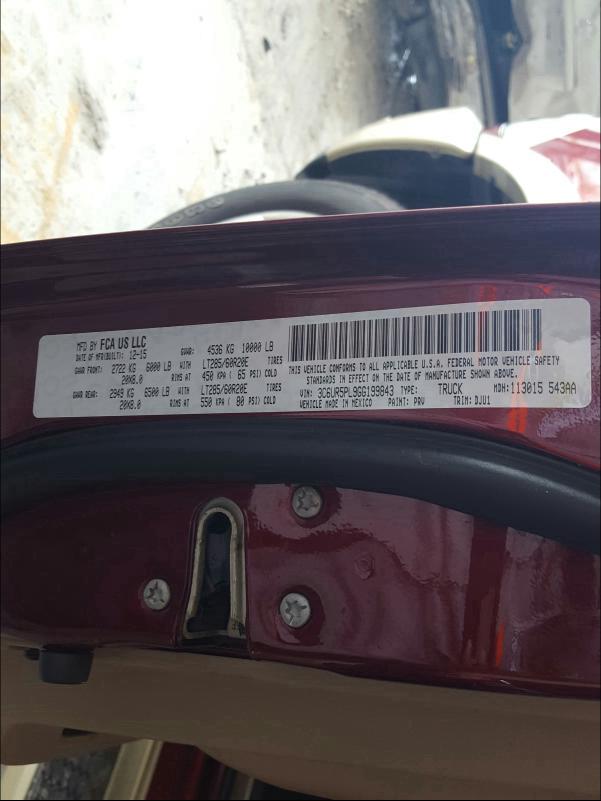 MFD BY FCA US LLC
DATE OF MFR(BUILT): 12-15 GVWR: 4536 KG 10000 LB
GAWR FRONT: 2722 KG 6000 LB WITH LT285/60R20E TIRES
20X8.0 RIMS AT 450 KPA ( 65 PSI) COLD
GAWR REAR: 2949 KG 6500 LB WITH LT285/60R20E TIRES
20X8.0 RIMS AT 550 KPA ( 80 PSI) COLD
THIS VEHICLE CONFORMS TO ALL APPLICABLE U.S.A. FEDERAL MOTOR VEHICLE SAFETY
STANDARDS IN EFFECT ON THE DATE OF MANUFACTURE SHOWN ABOVE.
VIN: 3C6UR5PL9GG199843 TYPE: TRUCK MDH: 113015 543AA
VEHICLE MADE IN MEXICO PAINT: PRV TRIM: DJU1